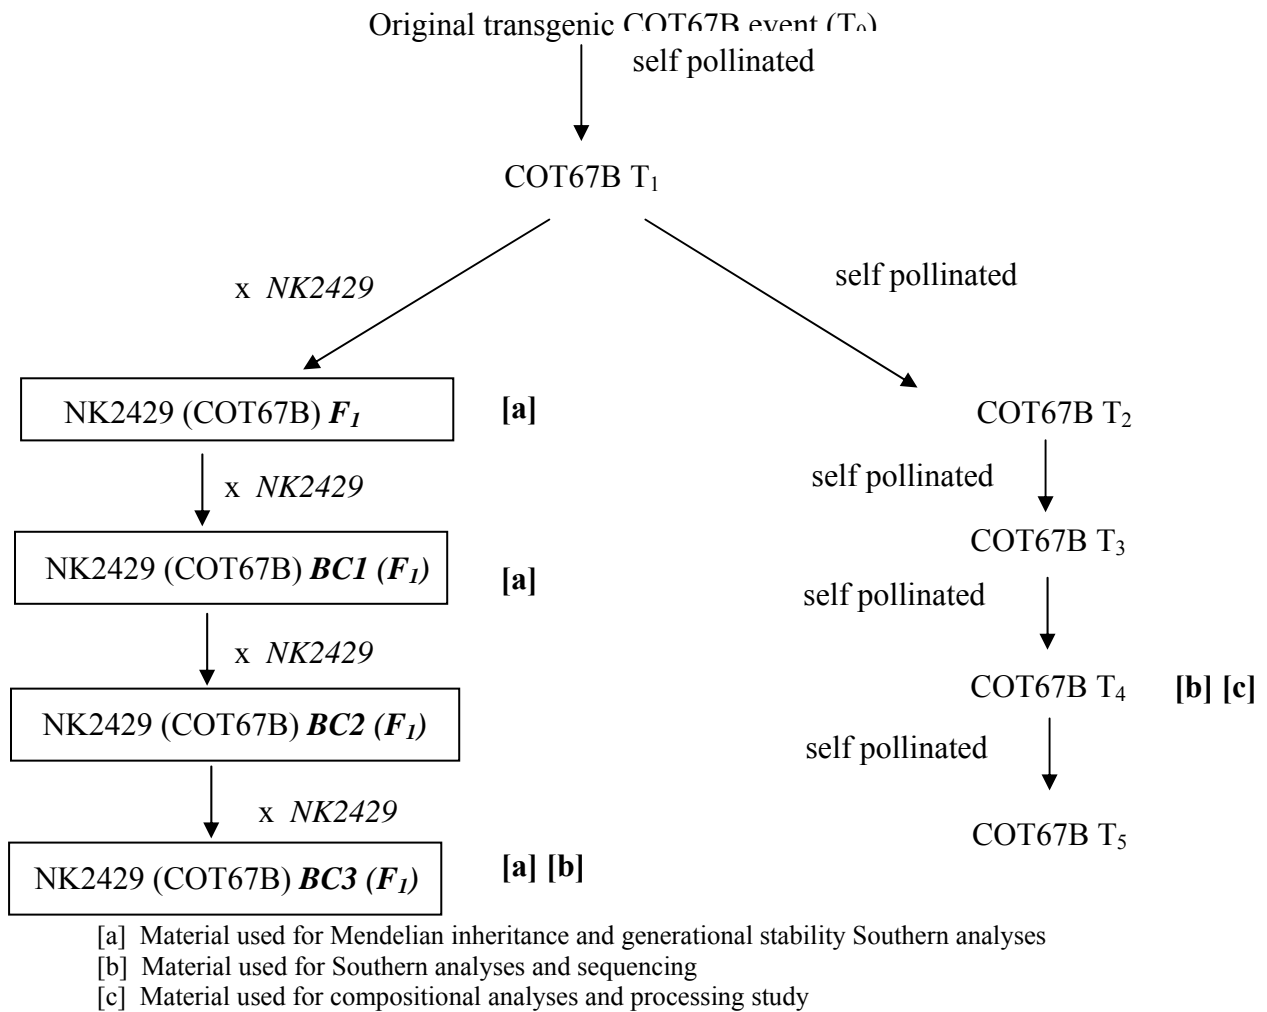 Original transgenic COT67B event (T₀)
self pollinated
COT67B T₁
x NK2429
self pollinated
NK2429 (COT67B) F₁ [a]
COT67B T₂
x NK2429
self pollinated
NK2429 (COT67B) BC1 (F₁) [a]
COT67B T₃
x NK2429
self pollinated
NK2429 (COT67B) BC2 (F₁)
COT67B T₄ [b] [c]
x NK2429
self pollinated
NK2429 (COT67B) BC3 (F₁) [a] [b]
COT67B T₅
[a] Material used for Mendelian inheritance and generational stability Southern analyses
[b] Material used for Southern analyses and sequencing
[c] Material used for compositional analyses and processing study